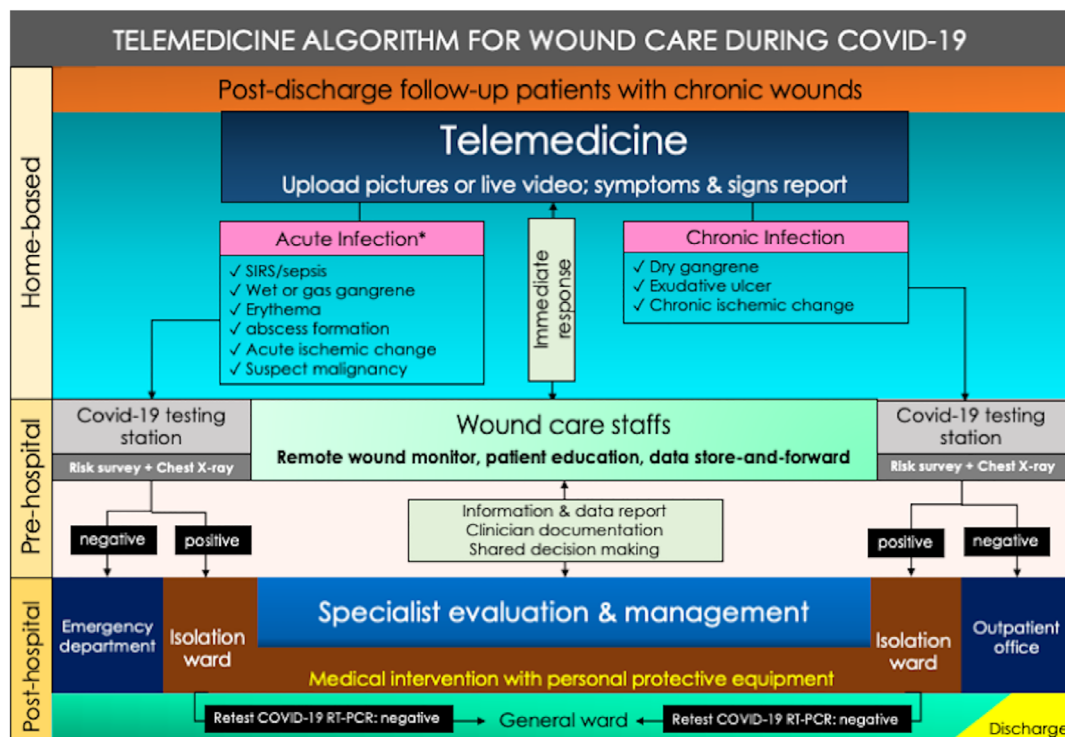 TELEMEDICINE ALGORITHM FOR WOUND CARE DURING COVID-19
Home-based
Post-discharge follow-up patients with chronic wounds
Telemedicine
Upload pictures or live video; symptoms & signs report
Acute Infection*
✓ SIRS/sepsis
✓ Wet or gas gangrene
✓ Erythema
✓ abscess formation
✓ Acute ischemic change
✓ Suspect malignancy
Immediate
response
Chronic Infection
✓ Dry gangrene
✓ Exudative ulcer
✓ Chronic ischemic change
Pre-hospital
Covid-19 testing
station
Risk survey + Chest X-ray
negative
positive
Wound care staffs
Remote wound monitor, patient education, data store-and-forward
Information & data report
Clinician documentation
Shared decision making
Covid-19 testing
station
Risk survey + Chest X-ray
positive
negative
Post-hospital
Emergency
department
Isolation
ward
Specialist evaluation & management
Medical intervention with personal protective equipment
Isolation
ward
Outpatient
office
Retest COVID-19 RT-PCR: negative
General ward
Retest COVID-19 RT-PCR: negative
Discharge